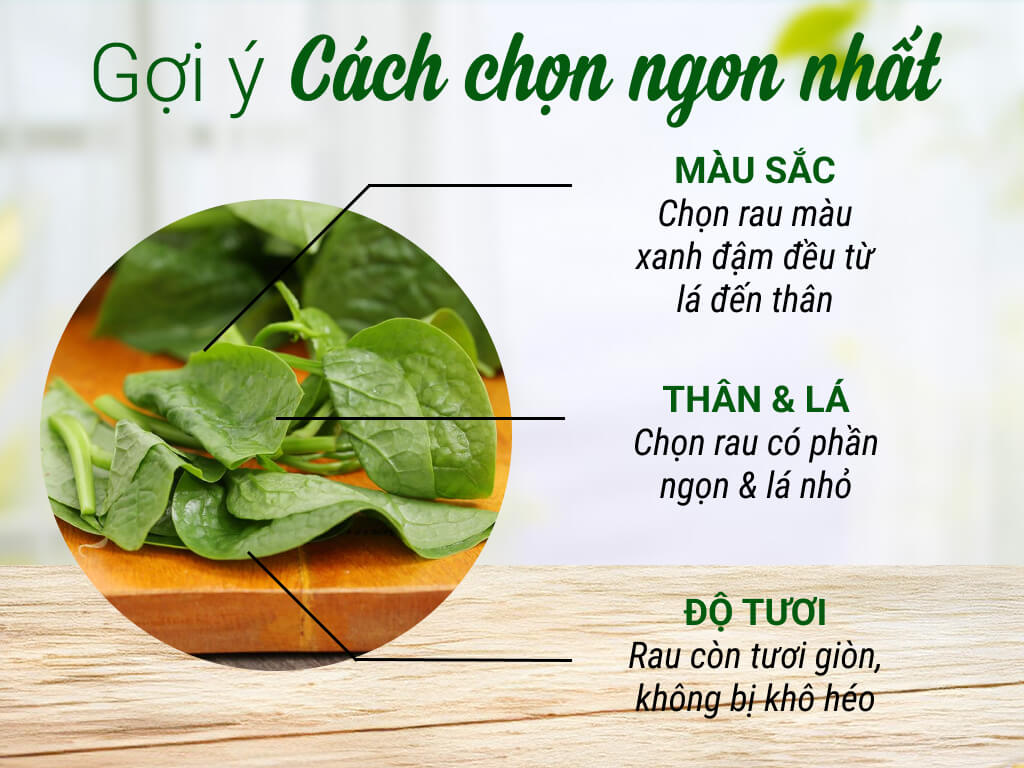 Gợi ý Cách chọn ngon nhất
MÀU SẮC
Chọn rau màu
xanh đậm đều từ
lá đến thân
THÂN & LÁ
Chọn rau có phần
ngọn & lá nhỏ
ĐỘ TƯƠI
Rau còn tươi giòn,
không bị khô héo